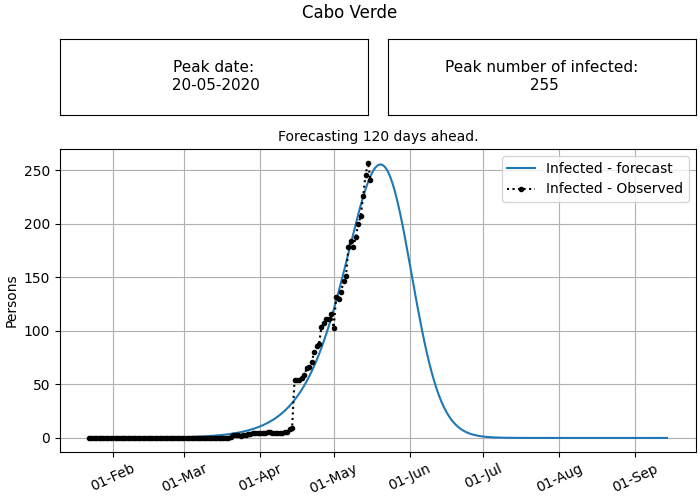 Cabo Verde
Peak date:
20-05-2020
Peak number of infected:
255
Forecasting 120 days ahead.
Infected - forecast
Infected - Observed
Persons
250
200
150
100
50
0
01-Feb
01-Mar
01-Apr
01-May
01-Jun
01-Jul
01-Aug
01-Sep